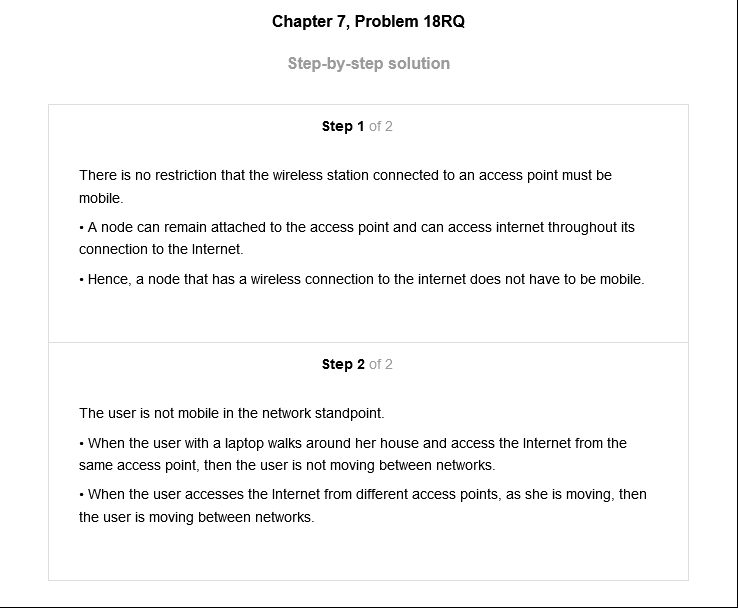 Chapter 7, Problem 18RQ
Step-by-step solution
Step 1 of 2
There is no restriction that the wireless station connected to an access point must be
mobile.
• A node can remain attached to the access point and can access internet throughout its
connection to the Internet.
• Hence, a node that has a wireless connection to the internet does not have to be mobile.
Step 2 of 2
The user is not mobile in the network standpoint.
• When the user with a laptop walks around her house and access the Internet from the
same access point, then the user is not moving between networks.
• When the user accesses the Internet from different access points, as she is moving, then
the user is moving between networks.